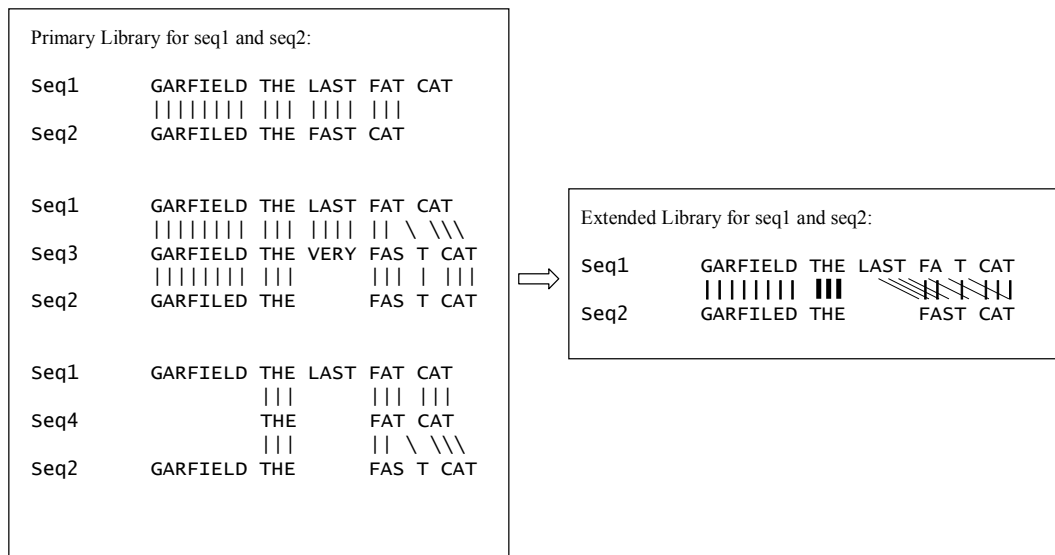 Primary Library for seq1 and seq2:
Seq1 GARFIELD THE LAST FAT CAT
Seq2 GARFILED THE FAST CAT
Seq1 GARFIELD THE LAST FAT CAT
Seq3 GARFIELD THE VERY FAS T CAT
Seq2 GARFILED THE FAS T CAT
Seq1 GARFIELD THE LAST FAT CAT
Seq4 THE FAT CAT
Seq2 GARFIELD THE FAS T CAT
Extended Library for seq1 and seq2:
Seq1 GARFIELD THE LAST FA T CAT
Seq2 GARFILED THE FAST CAT